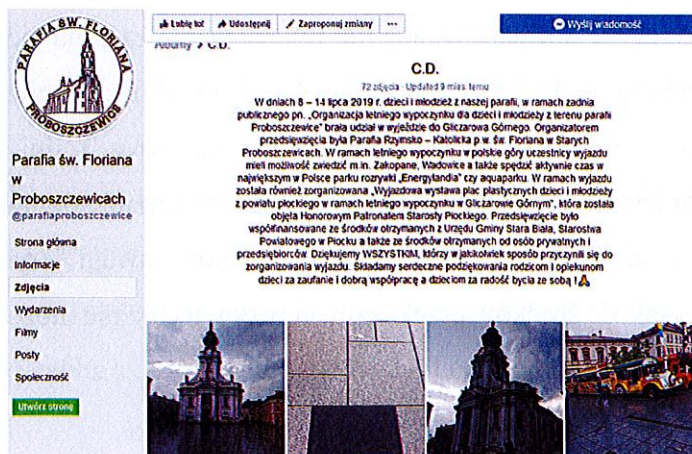 PARAFIA ŚW. FLORIANA
PROBOSZCZEWICE
Parafia św. Floriana
w
Proboszczewicach
@parafiaproboszczewice
Strona główna
Informacje
Zdjęcia
Wydarzenia
Filmy
Posty
Społeczność
Utwórz stronę
Lubię to!
Udostępnij
Zaproponuj zmiany
...
Wyślij wiadomość
Albumy > C.D.
C.D.
72 zdjęcia · Updated 9 mies. temu
W dniach 8 – 14 lipca 2019 r. dzieci i młodzież z naszej parafii, w ramach zadnia
publicznego pn. „Organizacja letniego wypoczynku dla dzieci i młodzieży z terenu parafii
Proboszczewice" brała udział w wyjeździe do Gliczarowa Górnego. Organizatorem
przedsięwzięcia była Parafia Rzymsko – Katolicka p.w. św. Floriana w Starych
Proboszczewicach. W ramach letniego wypoczynku w polskie góry uczestnicy wyjazdu
mieli możliwość zwiedzić m.in. Zakopane, Wadowice a także spędzić aktywnie czas w
największym w Polsce parku rozrywki „Energylandia" czy aquaparku. W ramach wyjazdu
została również zorganizowana „Wyjazdowa wystawa plac plastycznych dzieci i młodzieży
z powiatu płockiego w ramach letniego wypoczynku w Gliczarowie Górnym", która została
objęta Honorowym Patronatem Starosty Płockiego. Przedsięwzięcie było
współfinansowane ze środków otrzymanych z Urzędu Gminy Stara Biała, Starostwa
Powiatowego w Płocku a także ze środków otrzymanych od osób prywatnych i
przedsiębiorców. Dziękujemy WSZYSTKIM, którzy w jakikolwiek sposób przyczynili się do
zorganizowania wyjazdu. Składamy serdeczne podziękowania rodzicom i opiekunom
dzieci za zaufanie i dobrą współpracę a dzieciom za radość bycia ze sobą !